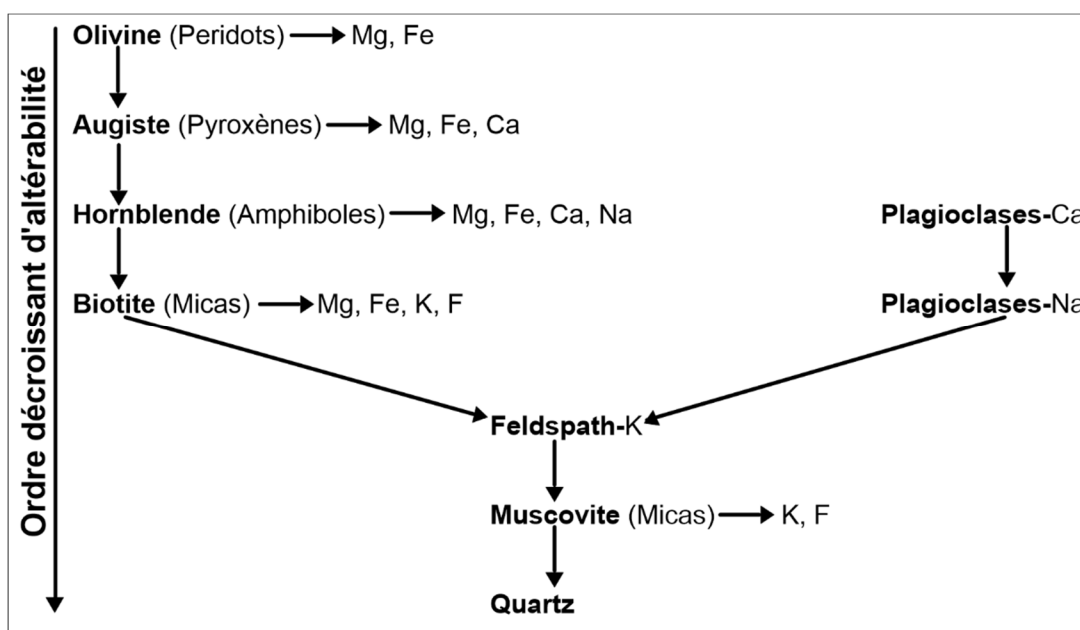 Ordre décroissant d'altérabilité
Olivine (Peridots) Mg, Fe
Augiste (Pyroxènes) Mg, Fe, Ca
Hornblende (Amphiboles) Mg, Fe, Ca, Na
Plagioclases-Ca
Biotite (Micas) Mg, Fe, K, F
Plagioclases-Na
Feldspath-K
Muscovite (Micas) K, F
Quartz